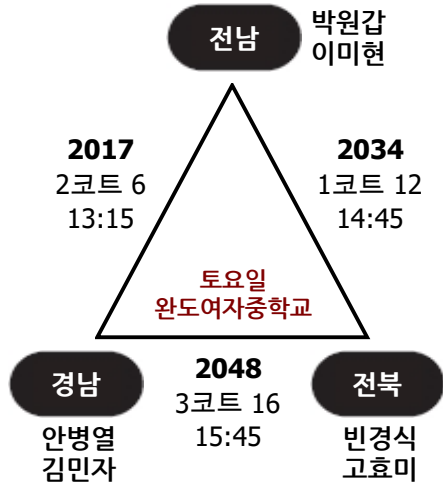 전남
박원갑
이미현
2017
2코트 6
13:15
2034
1코트 12
14:45
토요일
완도여자중학교
경남
안병열
김민자
2048
3코트 16
15:45
전북
빈경식
고효미